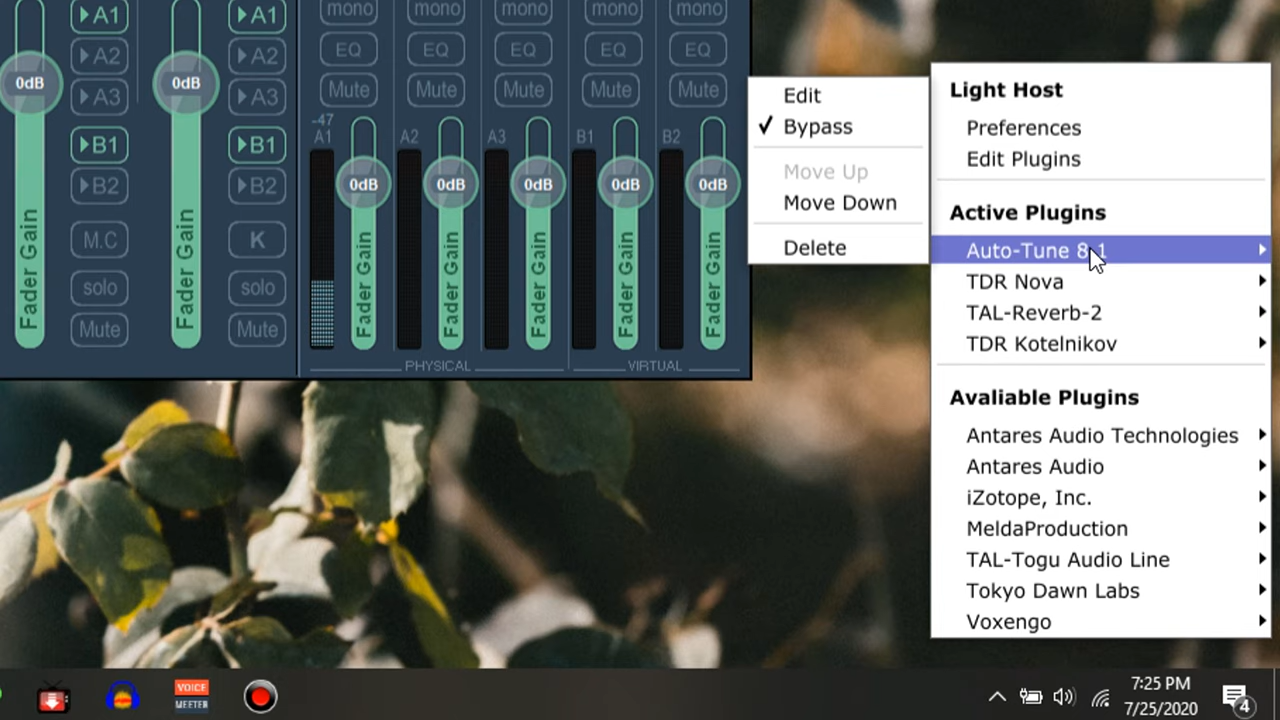 A1
A2
A3
B1
B2
M.C
solo
Mute
0dB
Fader Gain
A1
A2
A3
B1
B2
K
solo
Mute
0dB
Fader Gain
mono mono mono mono mono
EQ EQ EQ EQ EQ
Mute Mute Mute Mute Mute
-47
A1 A2 A3 B1 B2
0dB 0dB 0dB 0dB 0dB
Fader Gain Fader Gain Fader Gain Fader Gain Fader Gain
PHYSICAL VIRTUAL
Edit
Bypass
Move Up
Move Down
Delete
Light Host
Preferences
Edit Plugins
Active Plugins
Auto-Tune 8.1
TDR Nova
TAL-Reverb-2
TDR Kotelnikov
Avaliable Plugins
Antares Audio Technologies
Antares Audio
iZotope, Inc.
MeldaProduction
TAL-Togu Audio Line
Tokyo Dawn Labs
Voxengo
VOICE
MEETER
7:25 PM
7/25/2020
4